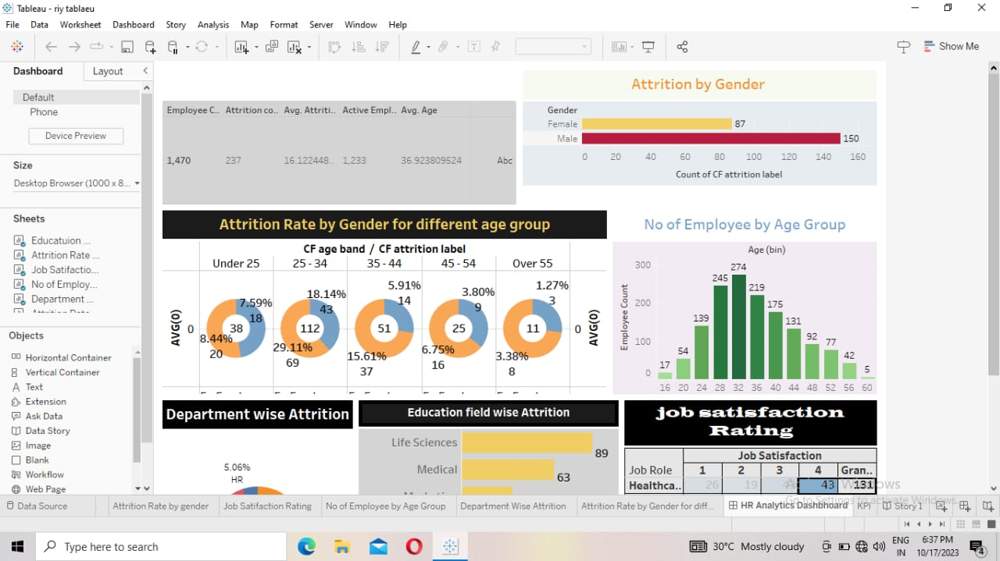 Tableau - riy tablaeu
File Data Worksheet Dashboard Story Analysis Map Format Server Window Help
Show Me
Dashboard Layout
Default
Phone
Device Preview
Size
Desktop Browser (1000 x 8...
Sheets
Educatuion ...
Attrition Rate ...
Job Satifactio...
No of Employ...
Department ...
Attrition Rate
Objects
Horizontal Container
Vertical Container
Text
Extension
Ask Data
Data Story
Image
Blank
Workflow
Web Page
Employee C.. Attrition co.. Avg. Attriti.. Active Empl.. Avg. Age
1,470 237 16.122448.. 1,233 36.923809524 Abc
Attrition by Gender
Gender
Female 87
Male 150
0 20 40 60 80 100 120 140 160
Count of CF attrition label
Attrition Rate by Gender for different age group
CF age band / CF attrition label
Under 25 25 - 34 35 - 44 45 - 54 Over 55
AVG(0) 0
7.59%
18
38
8.44%
20
18.14%
43
112
29.11%
69
5.91%
14
51
15.61%
37
3.80%
9
25
6.75%
16
1.27%
3
11
3.38%
8
0 AVG(0)
No of Employee by Age Group
Age (bin)
Employee Count
300
200
100
0
17 54 139 245 274 219 175 131 92 77 42 5
16 20 24 28 32 36 40 44 48 52 56 60
Department wise Attrition
5.06%
HR
Education field wise Attrition
Life Sciences 89
Medical 63
job satisfaction
Rating
Job Satisfaction
Job Role 1 2 3 4 Gran..
Healthca.. 26 19 43 131
Activate Windows
Go to Settings to activate Windows.
Data Source Attrition Rate by gender Job Satifaction Rating No of Employee by Age Group Department Wise Attrition Attrition Rate by Gender for diff... HR Analytics Dashbhoard KPI Story 1
Type here to search
30°C Mostly cloudy
ENG
IN
6:37 PM
10/17/2023
4